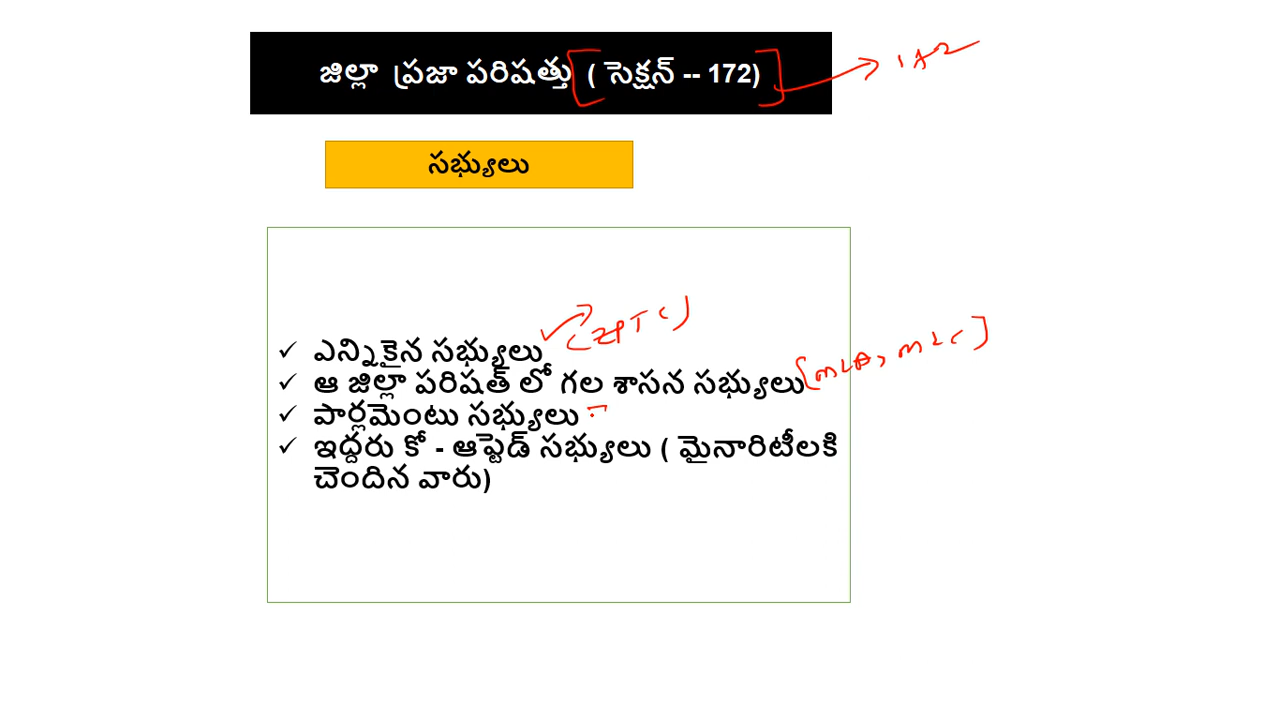 జిల్లా ప్రజా పరిషత్తు ( సెక్షన్ -- 172)
సభ్యులు
ఎన్నికైన సభ్యులు (ZPTC)
ఆ జిల్లా పరిషత్ లో గల శాసన సభ్యులు [MLA, MLC]
పార్లమెంటు సభ్యులు
ఇద్దరు కో - ఆప్టెడ్ సభ్యులు ( మైనారిటీలకి
చెందిన వారు)